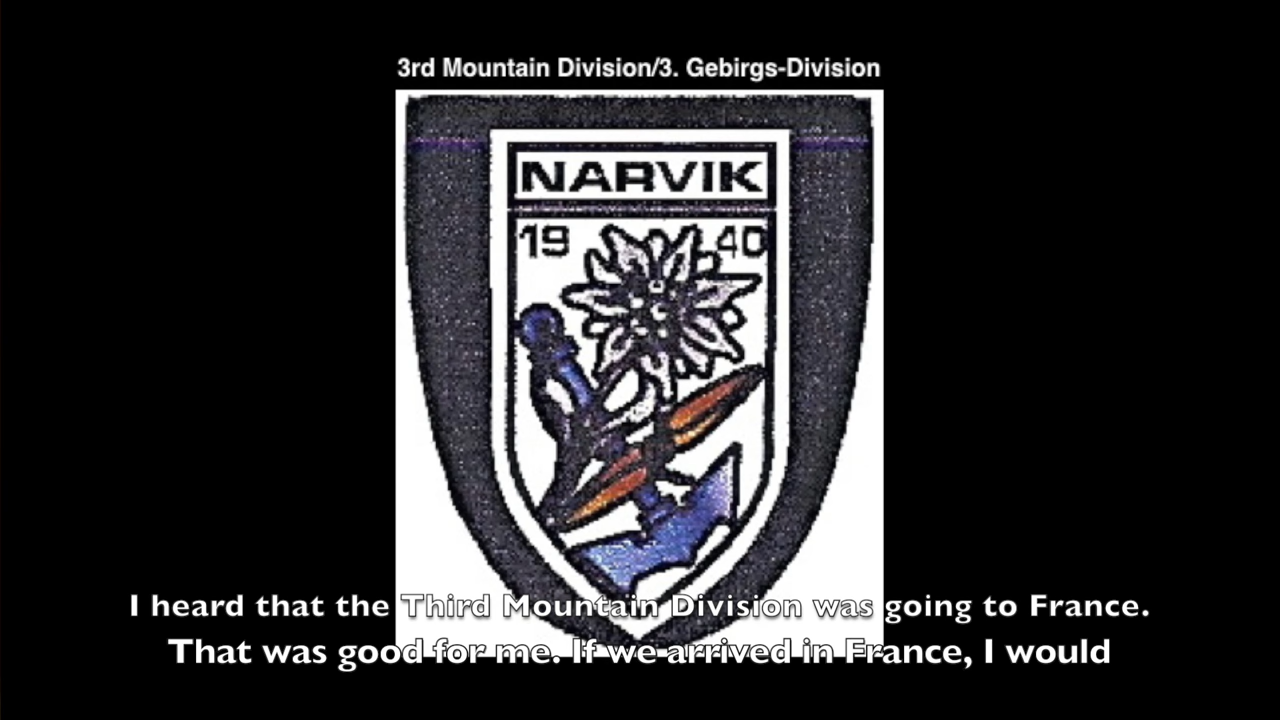 3rd Mountain Division/3. Gebirgs-Division
NARVIK
19 40
I heard that the Third Mountain Division was going to France.
That was good for me. If we arrived in France, I would